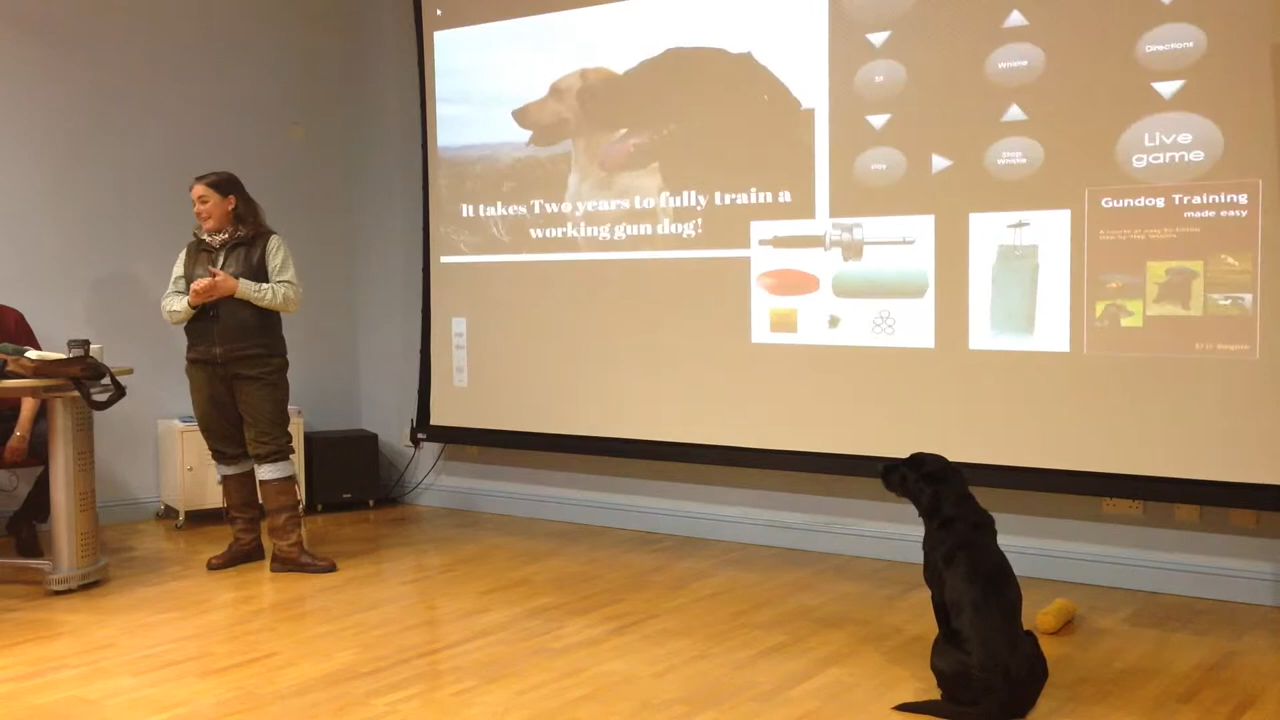 It takes Two years to fully train a
working gun dog!
Sit
Stay
Whistle
Stop
Whistle
Directions
Live
game
Gundog Training
made easy